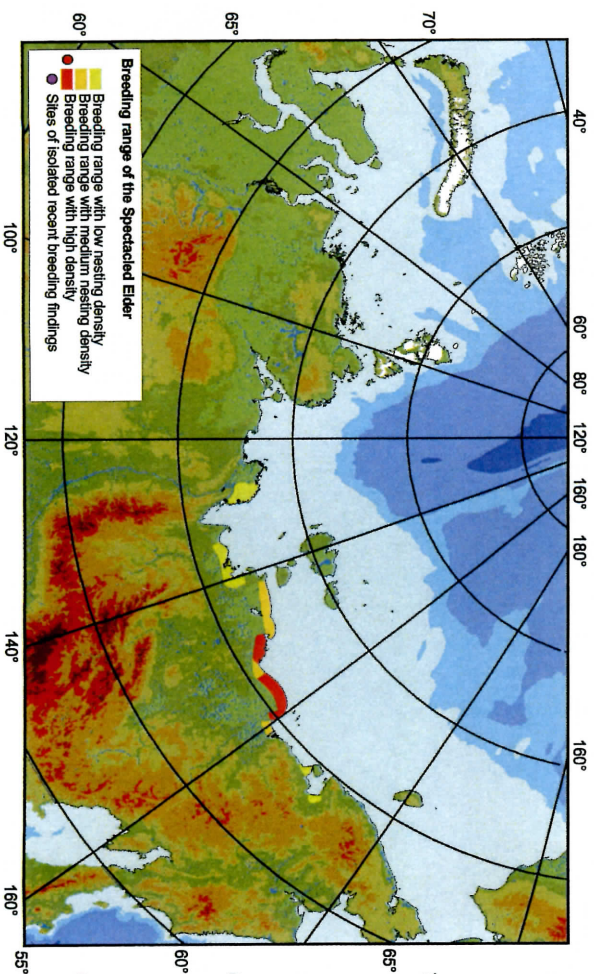 40° 60° 80° 120° 160° 180° 160°
70°
65°
60°
65°
60°
55°
Breeding range of the Spectacled Eider
Breeding range with low nesting density
Breeding range with medium nesting density
Breeding range with high density
Sites of isolated recent breeding findings
100° 120° 140° 160°